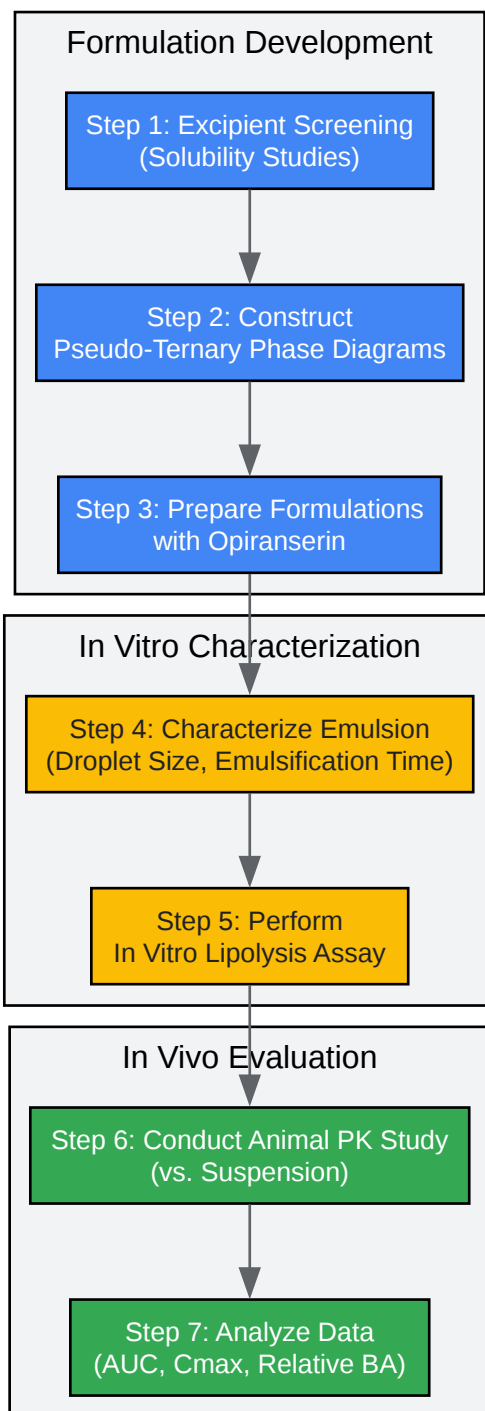 Formulation Development
Step 1: Excipient Screening
(Solubility Studies)
Step 2: Construct
Pseudo-Ternary Phase Diagrams
Step 3: Prepare Formulations
with Opiranserin
In Vitro Characterization
Step 4: Characterize Emulsion
(Droplet Size, Emulsification Time)
Step 5: Perform
In Vitro Lipolysis Assay
In Vivo Evaluation
Step 6: Conduct Animal PK Study
(vs. Suspension)
Step 7: Analyze Data
(AUC, Cmax, Relative BA)